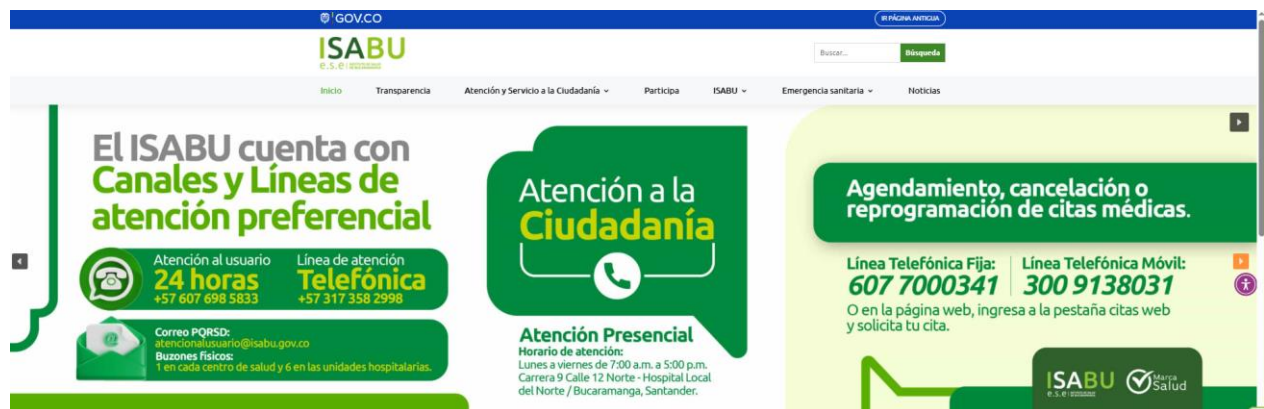 GOV.CO
IR PÁGINA ANTIGUA
ISABU
e.s.e
Buscar...
Búsqueda
Inicio
Transparencia
Atención y Servicio a la Ciudadanía
Participa
ISABU
Emergencia sanitaria
Noticias
El ISABU cuenta con
Canales y Líneas de
atención preferencial
Atención al usuario
24 horas
+57 607 698 5833
Línea de atención
Telefónica
+57 317 358 2998
Correo PQRSD:
atencionalusuario@isabu.gov.co
Buzones físicos:
1 en cada centro de salud y 6 en las unidades hospitalarias.
Atención a la
Ciudadanía
Atención Presencial
Horario de atención:
Lunes a viernes de 7:00 a.m. a 5:00 p.m.
Carrera 9 Calle 12 Norte - Hospital Local
del Norte / Bucaramanga, Santander.
Agendamiento, cancelación o
reprogramación de citas médicas.
Línea Telefónica Fija:
607 7000341
Línea Telefónica Móvil:
300 9138031
O en la página web, ingresa a la pestaña citas web
y solicita tu cita.
ISABU
e.s.e
Marca
Salud